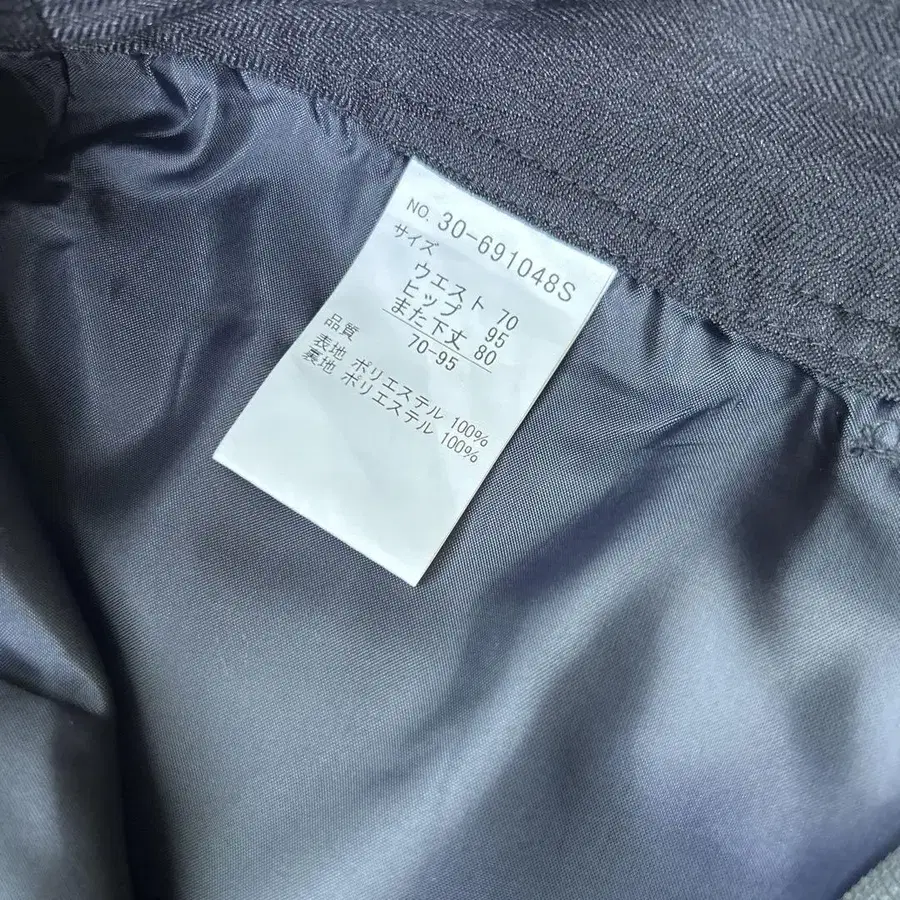 NO. 30-691048S
サイズ
ウエスト 70
ヒップ 95
また下丈 80
70-95
品質
表地 ポリエステル 100%
裏地 ポリエステル 100%